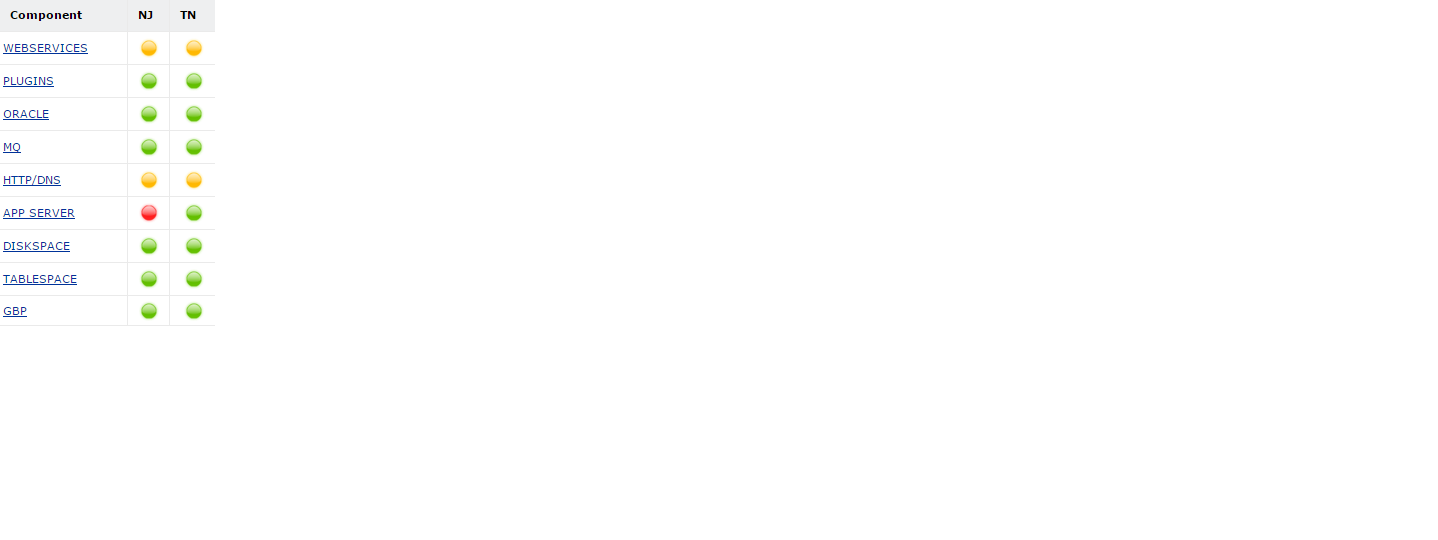 Component NJ TN
WEBSERVICES
PLUGINS
ORACLE
MQ
HTTP/DNS
APP SERVER
DISKSPACE
TABLESPACE
GBP